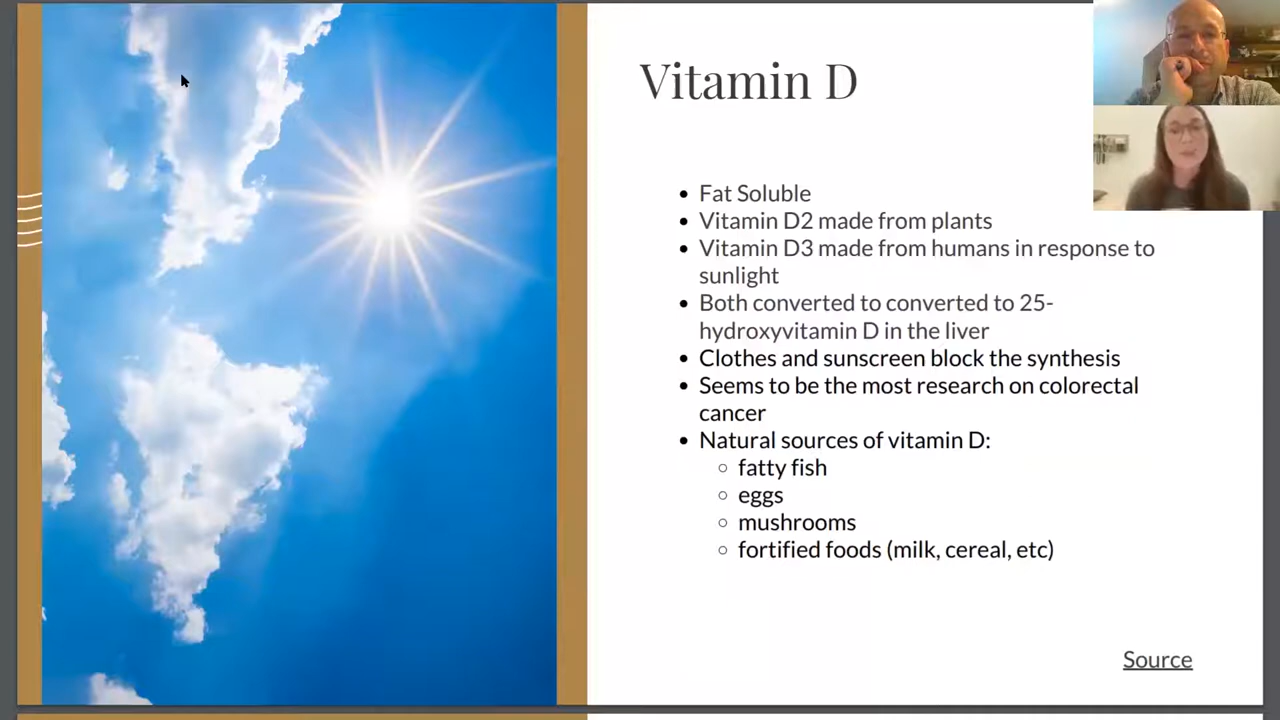 Vitamin D
Fat Soluble
Vitamin D2 made from plants
Vitamin D3 made from humans in response to
sunlight
Both converted to converted to 25-
hydroxyvitamin D in the liver
Clothes and sunscreen block the synthesis
Seems to be the most research on colorectal
cancer
Natural sources of vitamin D:
fatty fish
eggs
mushrooms
fortified foods (milk, cereal, etc)
Source